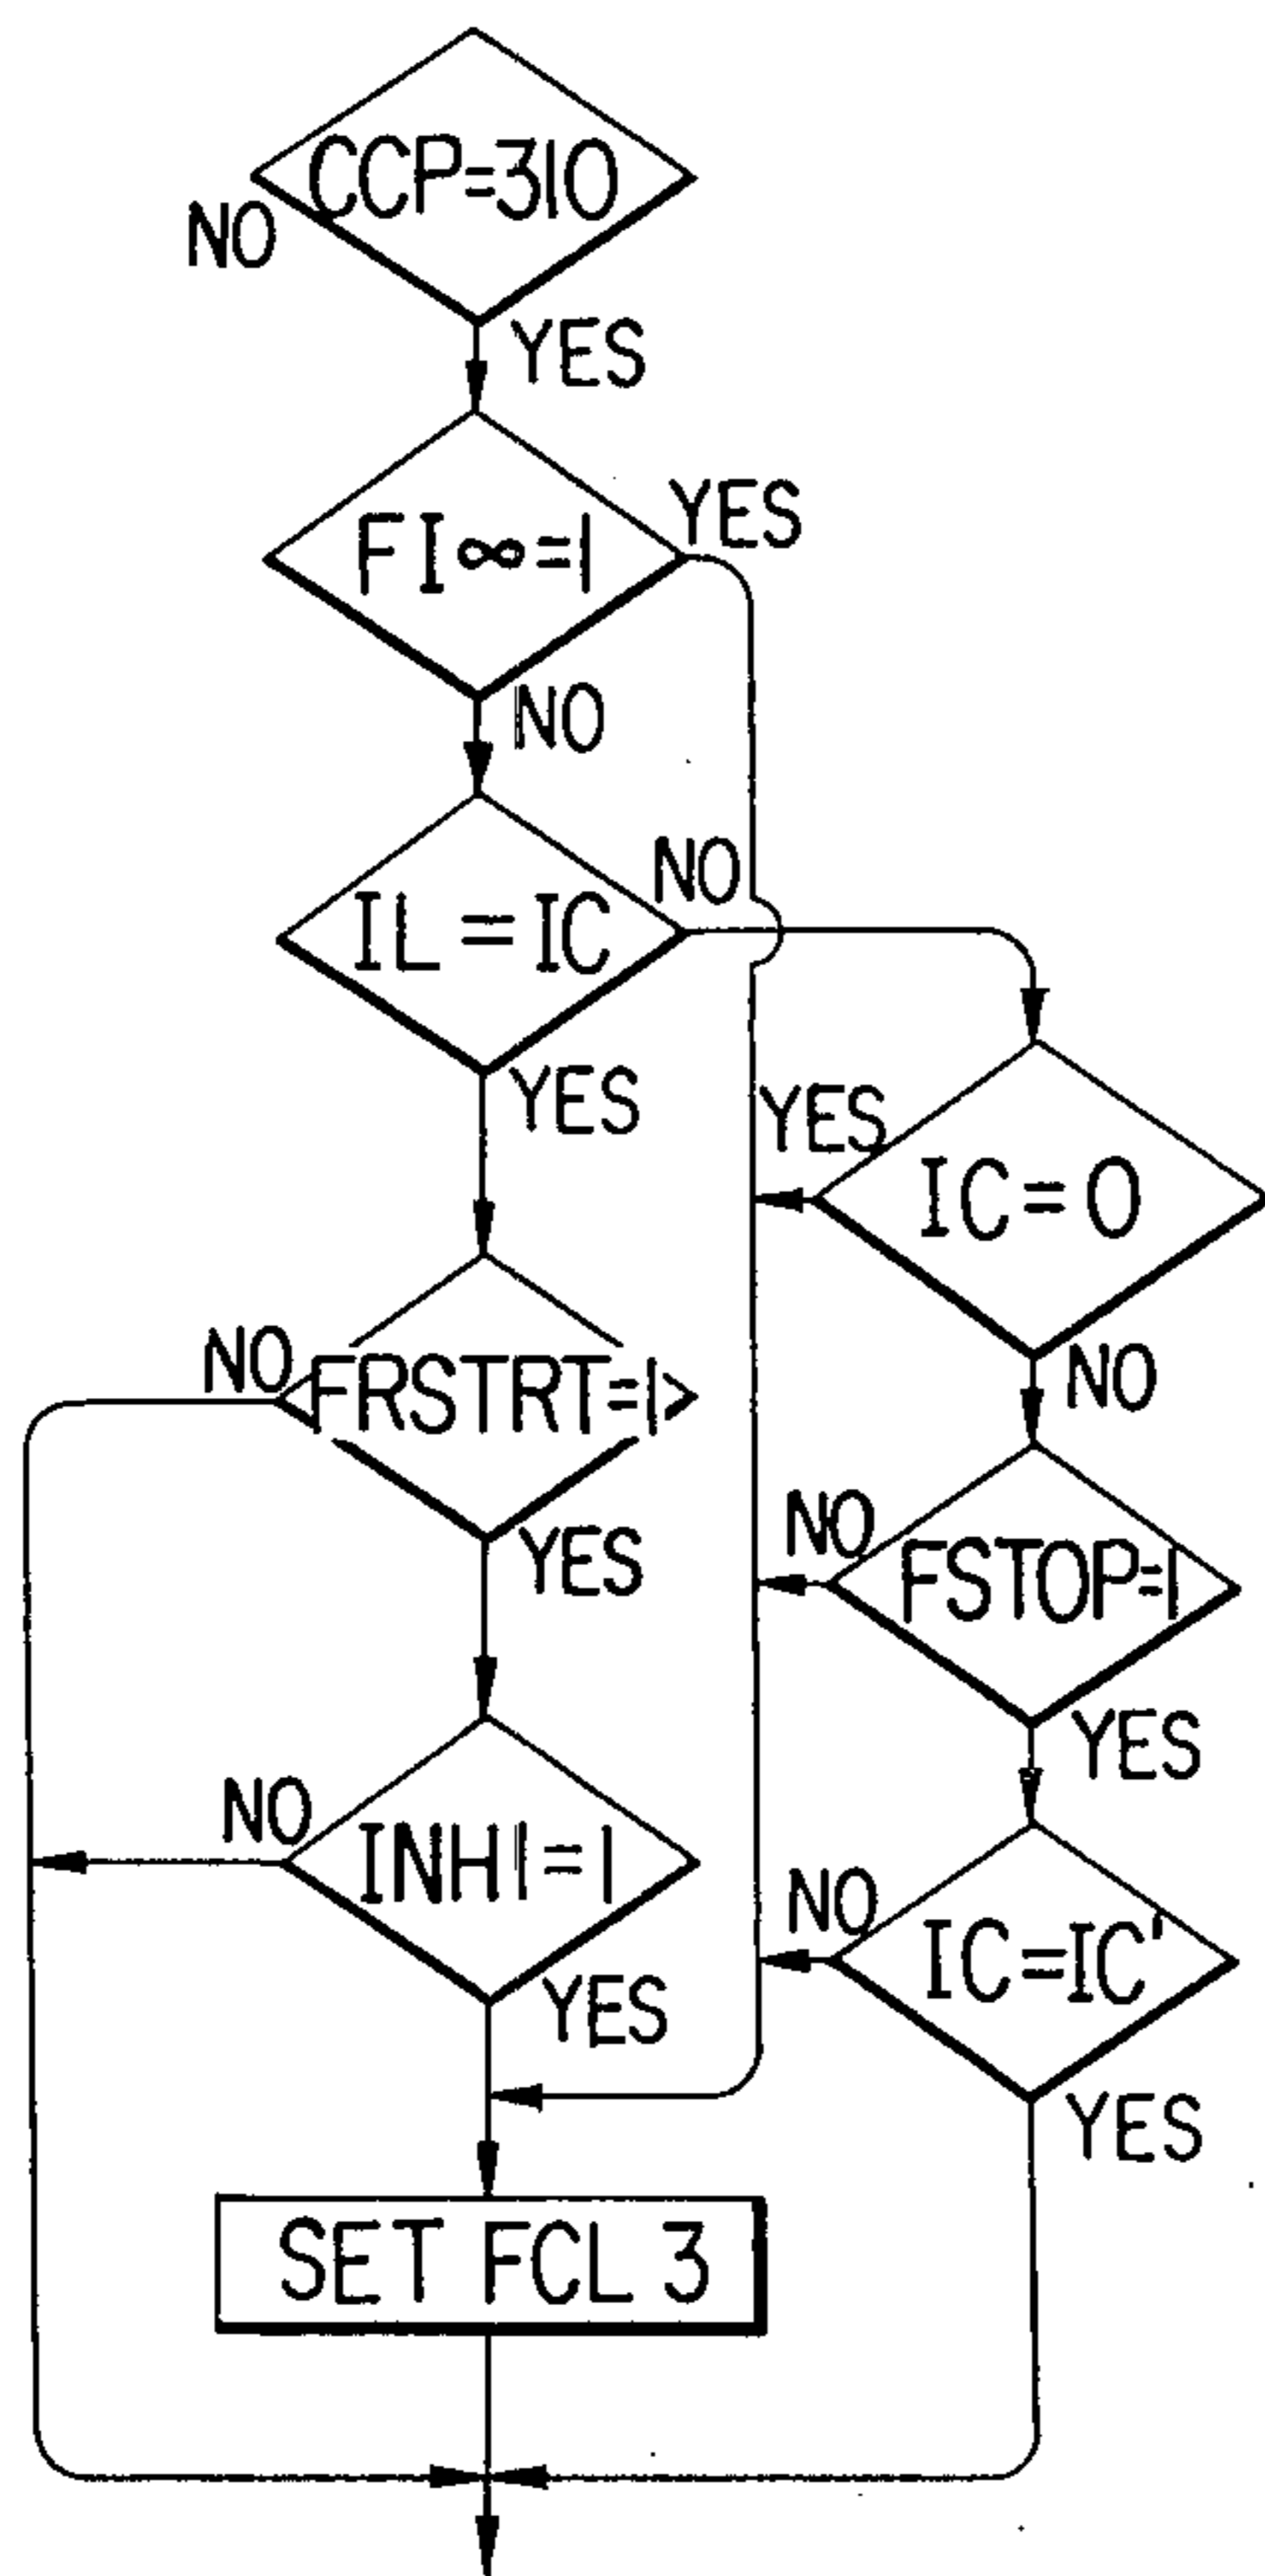 CCP=310
NO
YES
FI∞=1
YES
NO
IL=IC
NO
YES
IC=0
YES
NO
FRSTRT=1
NO
YES
FSTOP=1
NO
YES
INHI=1
NO
YES
IC=IC'
NO
YES
SET FCL 3